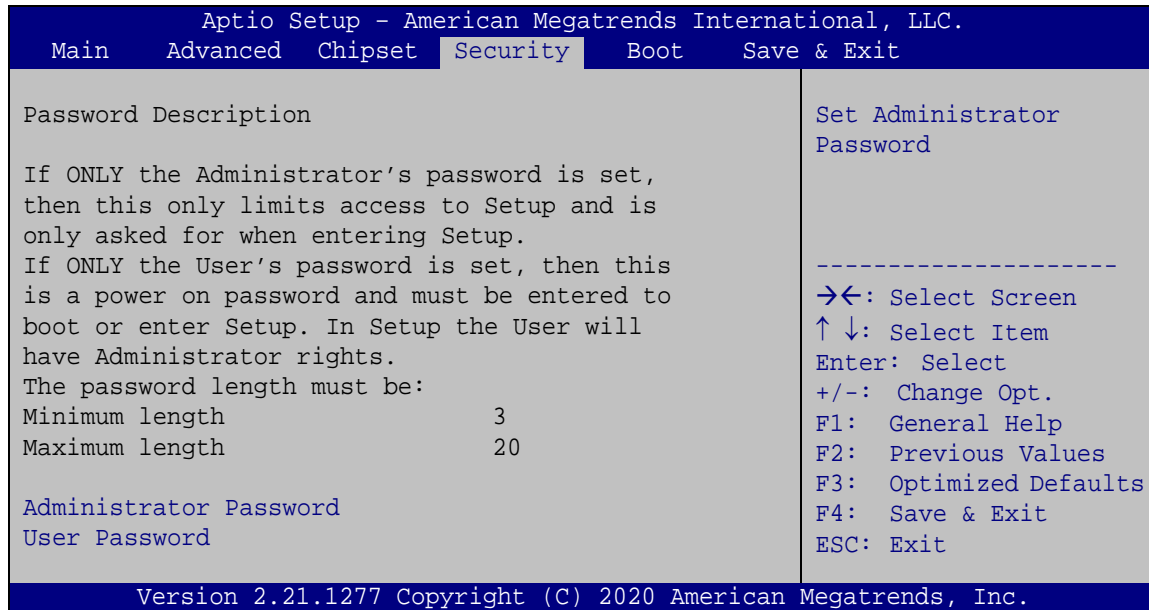 Aptio Setup – American Megatrends International, LLC.
Main Advanced Chipset Security Boot Save & Exit
Password Description
If ONLY the Administrator’s password is set,
then this only limits access to Setup and is
only asked for when entering Setup.
If ONLY the User’s password is set, then this
is a power on password and must be entered to
boot or enter Setup. In Setup the User will
have Administrator rights.
The password length must be:
Minimum length 3
Maximum length 20
Administrator Password
User Password
Set Administrator
Password
----------------------
→←: Select Screen
↑ ↓: Select Item
Enter: Select
+/-: Change Opt.
F1: General Help
F2: Previous Values
F3: Optimized Defaults
F4: Save & Exit
ESC: Exit
Version 2.21.1277 Copyright (C) 2020 American Megatrends, Inc.